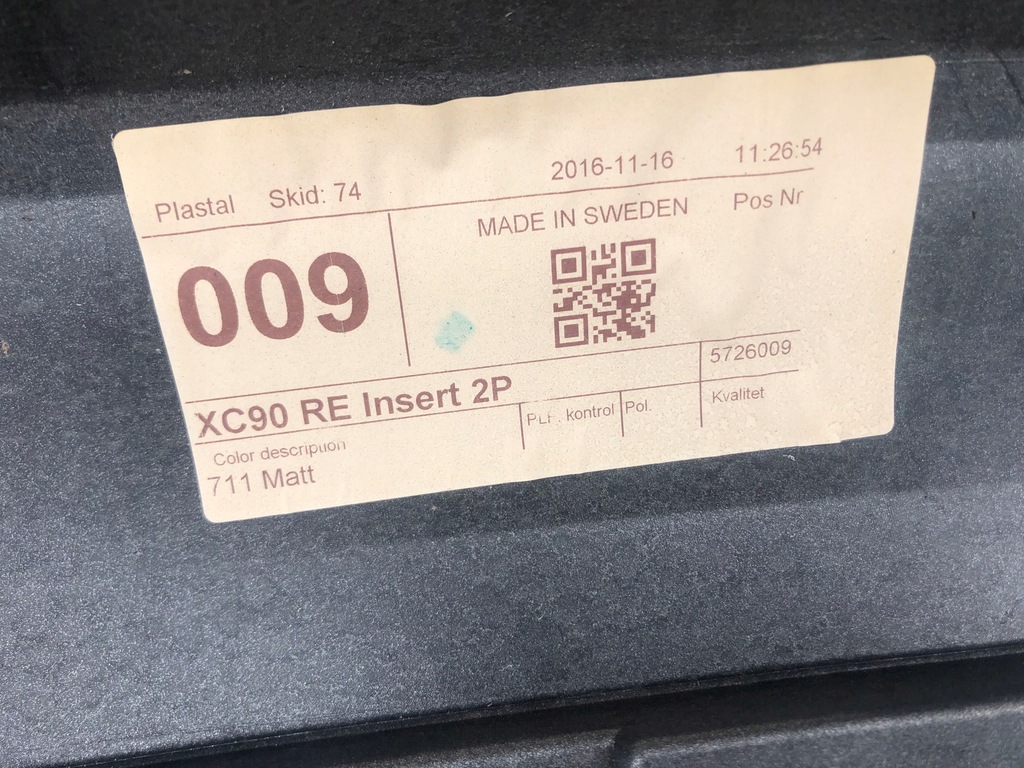 Plastal Skid: 74 2016-11-16 11:26:54
009
MADE IN SWEDEN
Pos Nr
5726009
XC90 RE Insert 2P
kontrol
Pol.
Kvalitet
Color description
711 Matt